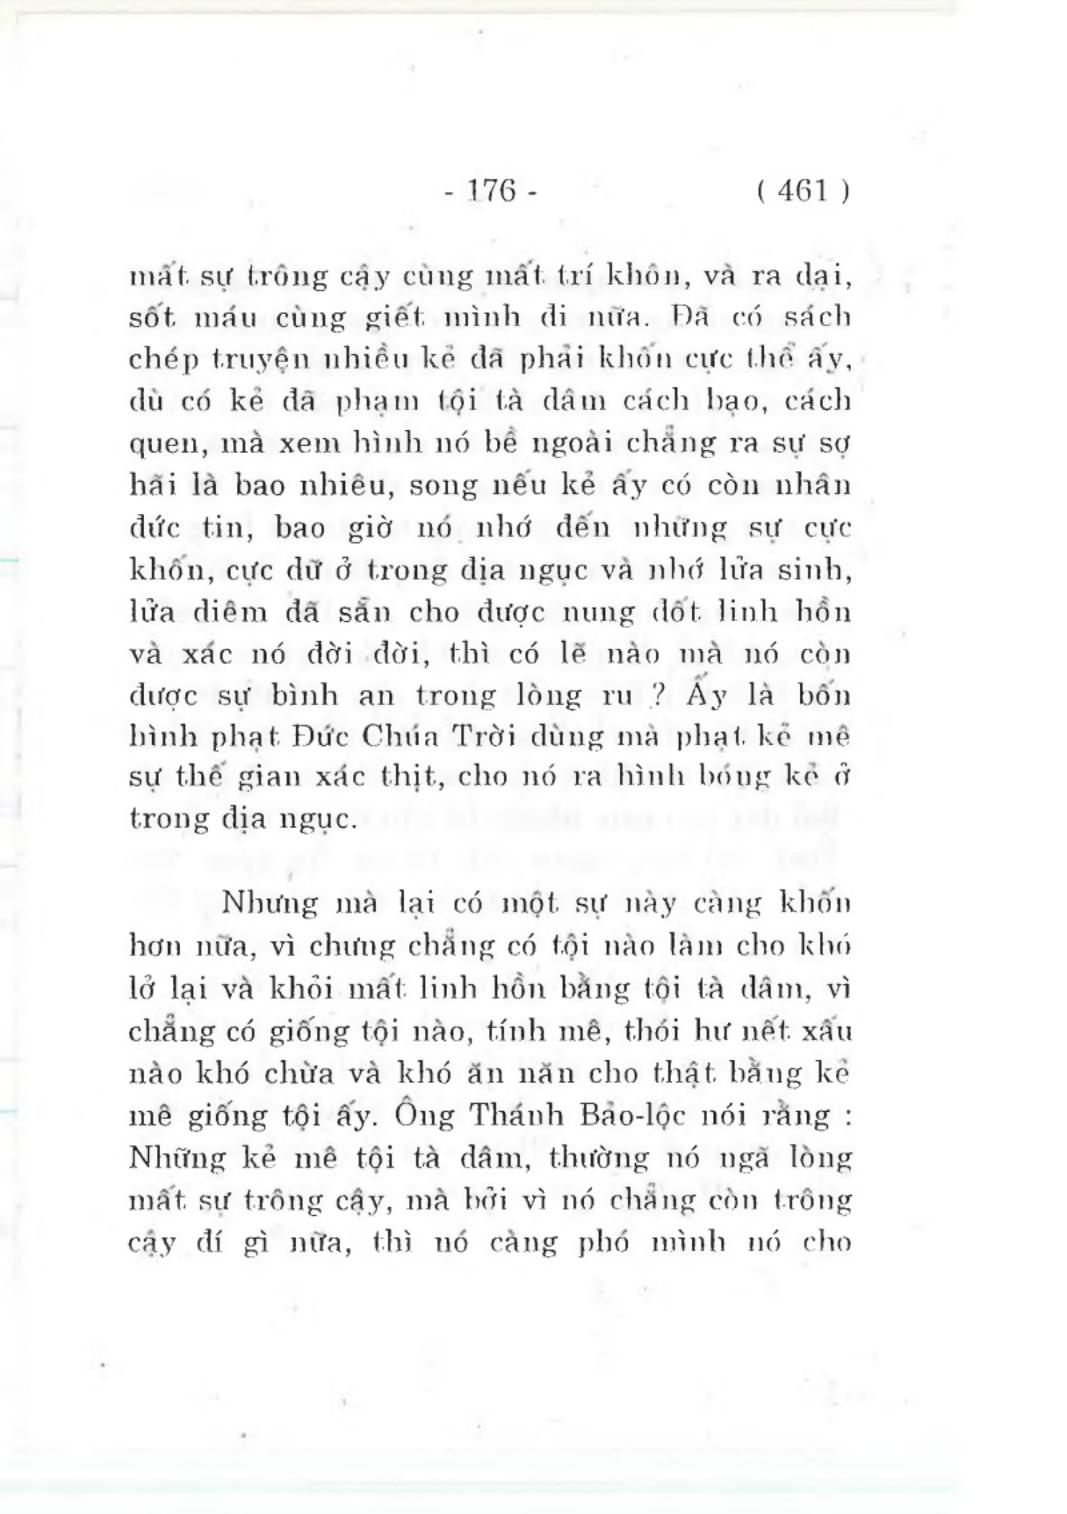 - 176 - ( 461 )
mất sự trông cậy cùng mất trí khôn, và ra dại,
sốt máu cùng giết mình đi nữa. Đã có sách
chép truyện nhiều kẻ đã phải khốn cực thể ấy,
dù có kẻ đã phạm tội tà dâm cách bạo, cách
quen, mà xem hình nó bề ngoài chẳng ra sự sợ
hãi là bao nhiêu, song nếu kẻ ấy có còn nhân
đức tin, bao giờ nó nhớ đến những sự cực
khốn, cực dữ ở trong địa ngục và nhớ lửa sinh,
lửa diêm đã sẵn cho được nung đốt linh hồn
và xác nó đời đời, thì có lẽ nào mà nó còn
được sự bình an trong lòng ru ? Ấy là bốn
hình phạt Đức Chúa Trời dùng mà phạt kẻ mê
sự thế gian xác thịt, cho nó ra hình bóng kẻ ở
trong địa ngục.
Nhưng mà lại có một sự này càng khốn
hơn nữa, vì chưng chẳng có tội nào làm cho khó
lở lại và khỏi mất linh hồn bằng tội tà dâm, vì
chẳng có giống tội nào, tính mê, thói hư nết xấu
nào khó chừa và khó ăn năn cho thật bằng kẻ
mê giống tội ấy. Ông Thánh Bảo-lộc nói rằng :
Những kẻ mê tội tà dâm, thường nó ngã lòng
mất sự trông cậy, mà bởi vì nó chẳng còn trông
cậy đí gì nữa, thì nó càng phó mình nó cho